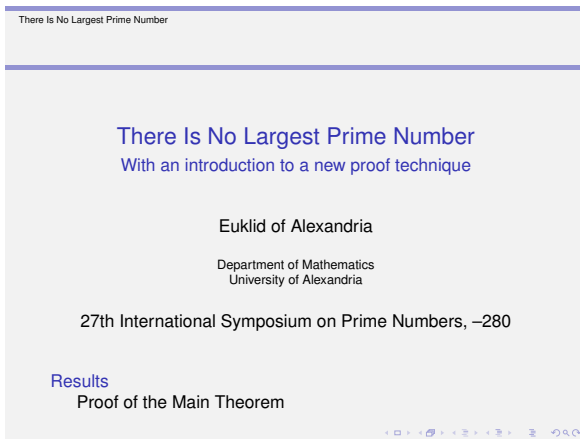 There Is No Largest Prime Number
There Is No Largest Prime Number
With an introduction to a new proof technique
Euklid of Alexandria
Department of Mathematics
University of Alexandria
27th International Symposium on Prime Numbers, –280
Results
Proof of the Main Theorem